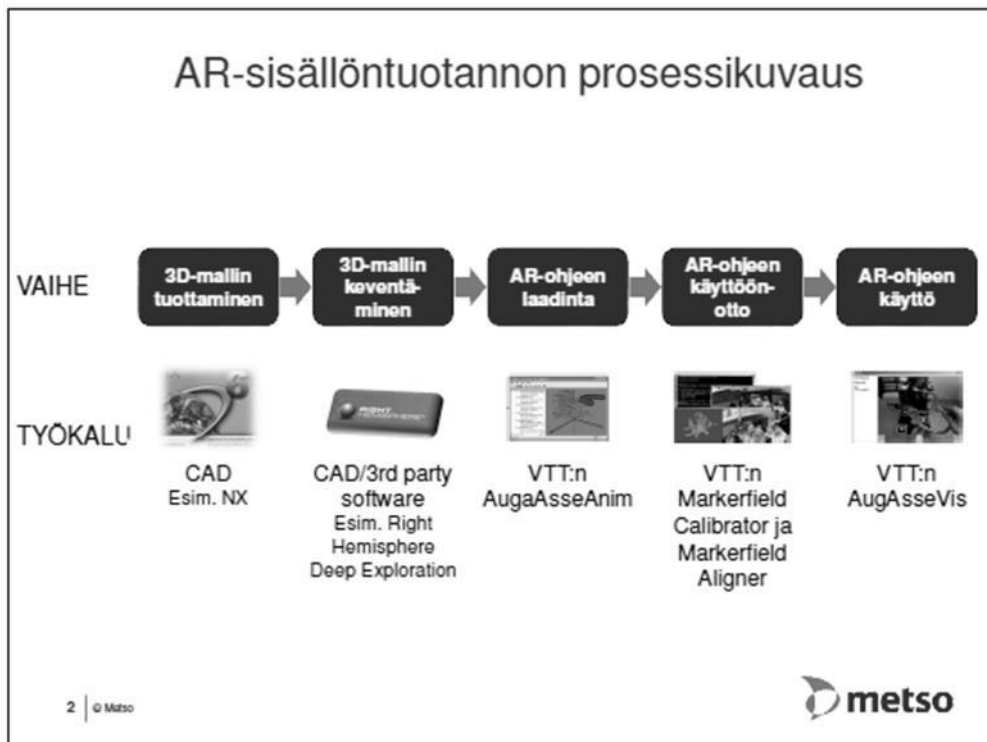 AR-sisällöntuotannon prosessikuvaus
VAIHE
3D-mallin
tuottaminen
3D-mallin
keventä-
minen
AR-ohjeen
laadinta
AR-ohjeen
käyttöön-
otto
AR-ohjeen
käyttö
TYÖKALU
RIGHT
HEMISPHERE
CAD
Esim. NX
CAD/3rd party
software
Esim. Right
Hemisphere
Deep Exploration
VTT:n
AugaAsseAnim
VTT:n
Markerfield
Calibrator ja
Markerfield
Aligner
VTT:n
AugAsseVis
2 © Metso
metso